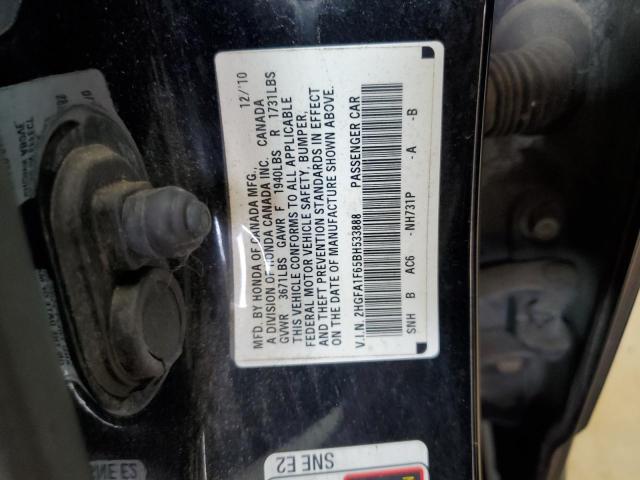 MFD. BY HONDA OF CANADA MFG., 12/'10
A DIVISION OF HONDA CANADA INC. CANADA
GVWR 3671LBS GAWR F 1940LBS R 1731LBS
THIS VEHICLE CONFORMS TO ALL APPLICABLE
FEDERAL MOTOR VEHICLE SAFETY, BUMPER,
AND THEFT PREVENTION STANDARDS IN EFFECT
ON THE DATE OF MANUFACTURE SHOWN ABOVE.
V.I.N. 2HGFA1F65BH533888 PASSENGER CAR
SNH B AC6 -NH731P -A -B
SNE E2